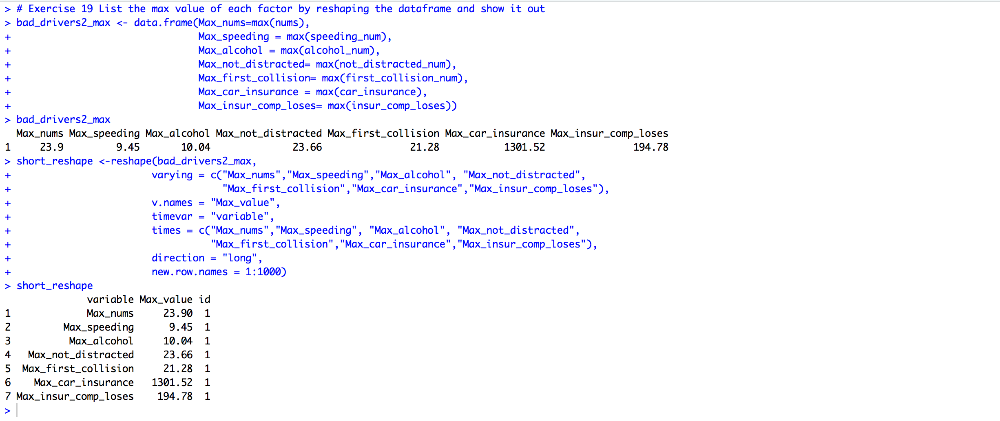 > # Exercise 19 List the max value of each factor by reshaping the dataframe and show it out
> bad_drivers2_max <- data.frame(Max_nums=max(nums),
+                                Max_speeding = max(speeding_num),
+                                Max_alcohol = max(alcohol_num),
+                                Max_not_distracted= max(not_distracted_num),
+                                Max_first_collision= max(first_collision_num),
+                                Max_car_insurance = max(car_insurance),
+                                Max_insur_comp_loses= max(insur_comp_loses))
> bad_drivers2_max
  Max_nums Max_speeding Max_alcohol Max_not_distracted Max_first_collision Max_car_insurance Max_insur_comp_loses
1     23.9         9.45       10.04              23.66               21.28           1301.52               194.78
> short_reshape <-reshape(bad_drivers2_max,
+                        varying = c("Max_nums","Max_speeding","Max_alcohol", "Max_not_distracted",
+                                    "Max_first_collision","Max_car_insurance","Max_insur_comp_loses"),
+                        v.names = "Max_value",
+                        timevar = "variable",
+                        times = c("Max_nums","Max_speeding", "Max_alcohol", "Max_not_distracted",
+                                  "Max_first_collision","Max_car_insurance","Max_insur_comp_loses"),
+                        direction = "long",
+                        new.row.names = 1:1000)
> short_reshape
              variable Max_value id
1             Max_nums     23.90  1
2         Max_speeding      9.45  1
3          Max_alcohol     10.04  1
4   Max_not_distracted     23.66  1
5  Max_first_collision     21.28  1
6    Max_car_insurance   1301.52  1
7 Max_insur_comp_loses    194.78  1
>